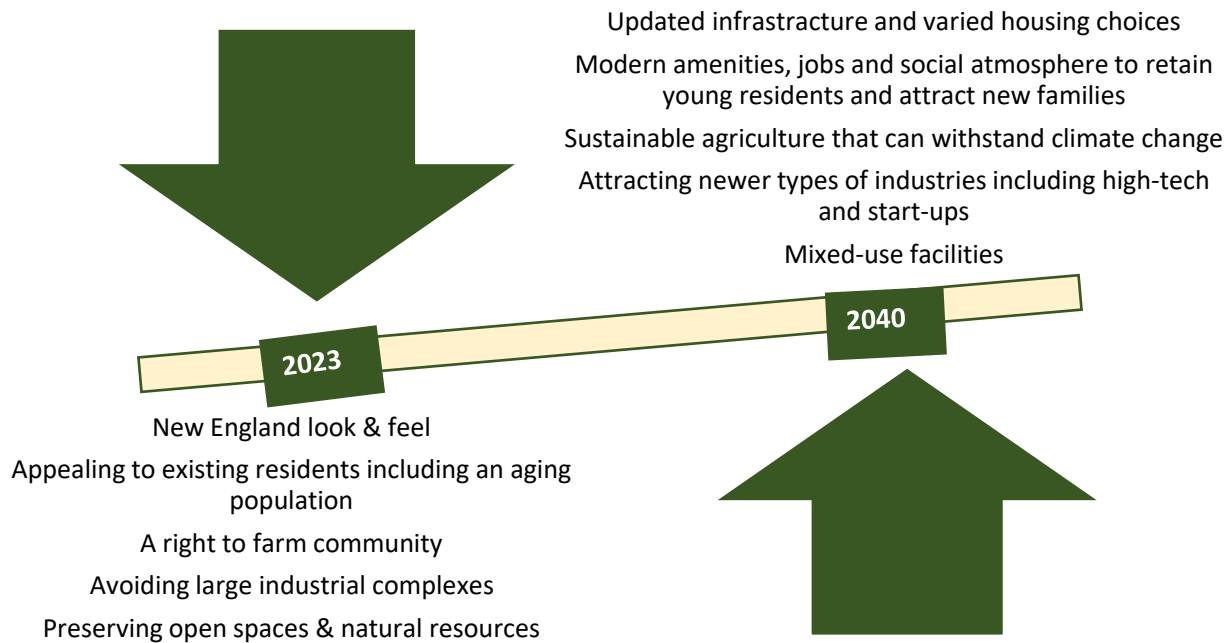 Updated infrastracture and varied housing choices
Modern amenities, jobs and social atmosphere to retain
young residents and attract new families
Sustainable agriculture that can withstand climate change
Attracting newer types of industries including high-tech
and start-ups
Mixed-use facilities
2040
2023
New England look & feel
Appealing to existing residents including an aging
population
A right to farm community
Avoiding large industrial complexes
Preserving open spaces & natural resources